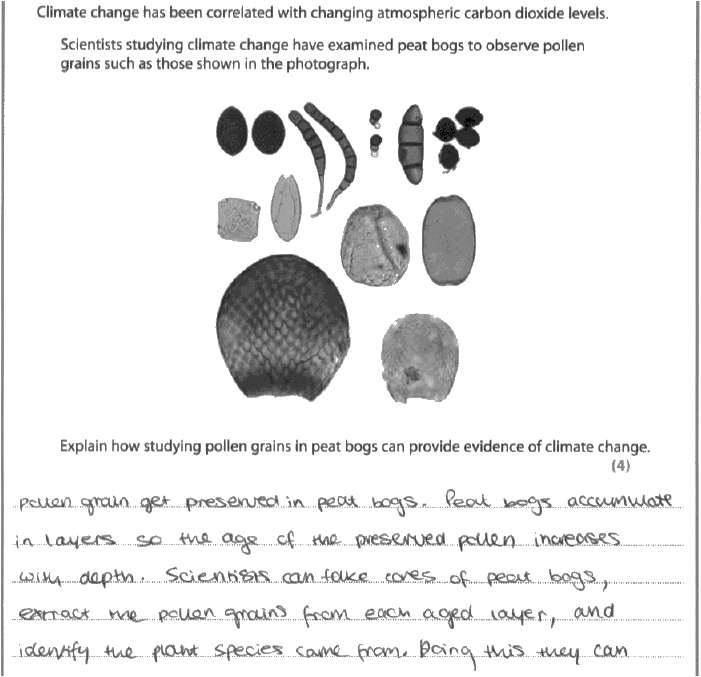 Climate change has been correlated with changing atmospheric carbon dioxide levels.
Scientists studying climate change have examined peat bogs to observe pollen
grains such as those shown in the photograph.
Explain how studying pollen grains in peat bogs can provide evidence of climate change.
(4)
pollen grain get preserved in peat bogs. Peat bogs accumulate
in layers so the age of the preserved pollen increases
with depth. Scientists can take cores of peat bogs,
extract the pollen grains from each aged layer, and
identify the plant species came from. Doing this they can